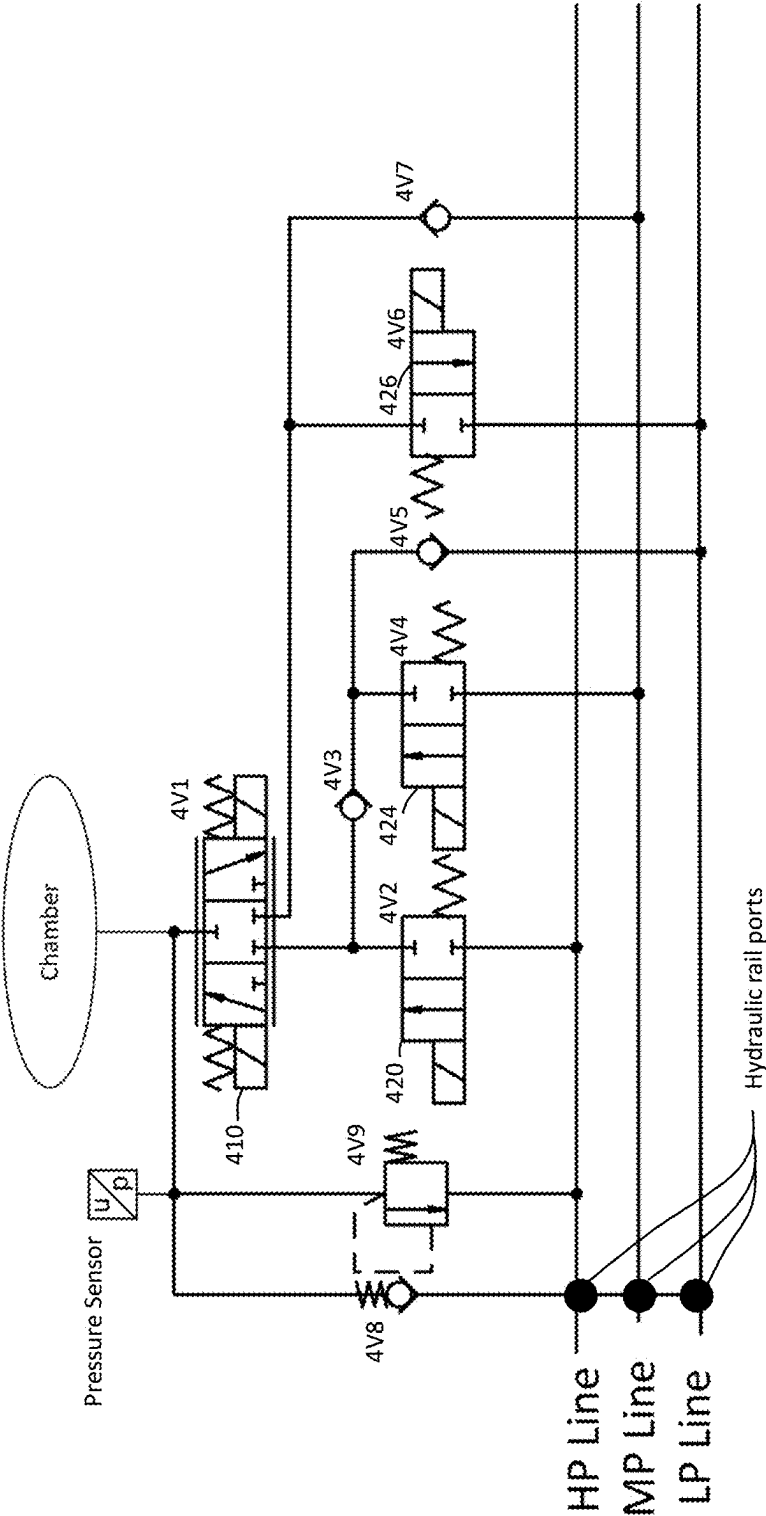 Chamber
Pressure Sensor
u
p
410
4V1
4V9
4V8
420
4V2
4V3
424
4V4
4V5
426
4V6
4V7
HP Line
MP Line
LP Line
Hydraulic rail ports